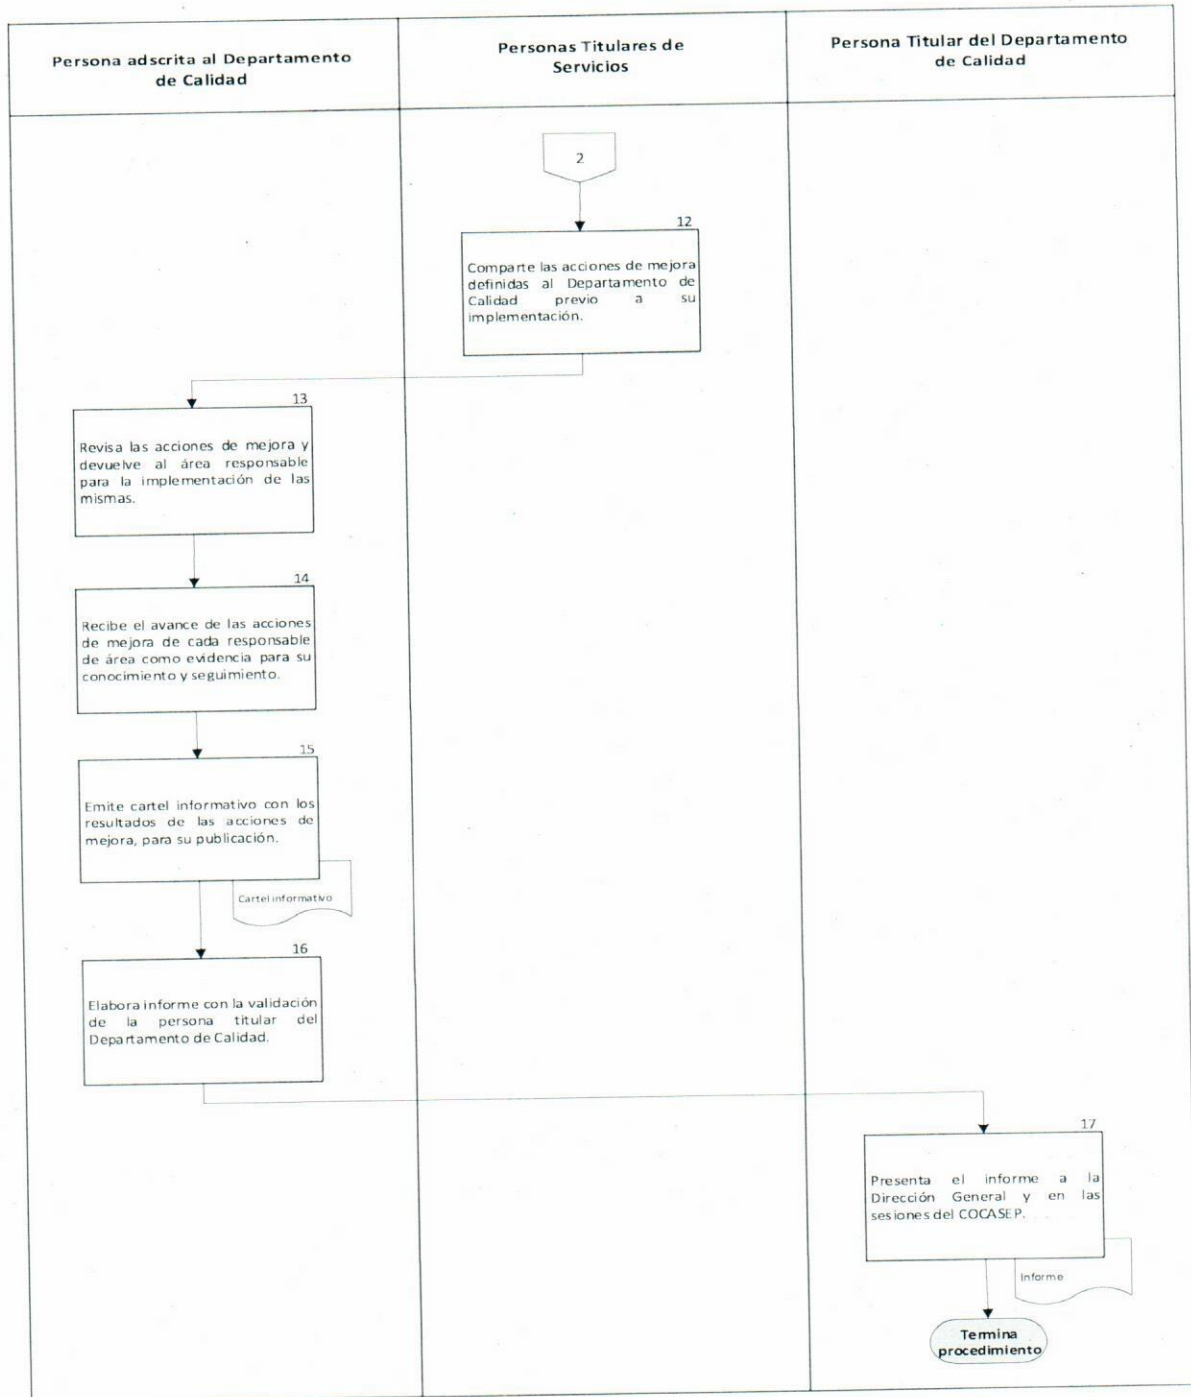 Persona adscrita al Departamento
de Calidad
Personas Titulares de
Servicios
Persona Titular del Departamento
de Calidad
2
12
Comparte las acciones de mejora
definidas al Departamento de
Calidad previo a su
implementación.
13
Revisa las acciones de mejora y
devuelve al área responsable
para la implementación de las
mismas.
14
Recibe el avance de las acciones
de mejora de cada responsable
de área como evidencia para su
conocimiento y seguimiento.
15
Emite cartel informativo con los
resultados de las acciones de
mejora, para su publicación.
Cartel informativo
16
Elabora informe con la validación
de la persona titular del
Departamento de Calidad.
17
Presenta el informe a la
Dirección General y en las
sesiones del COCASEP.
Informe
Termina
procedimiento